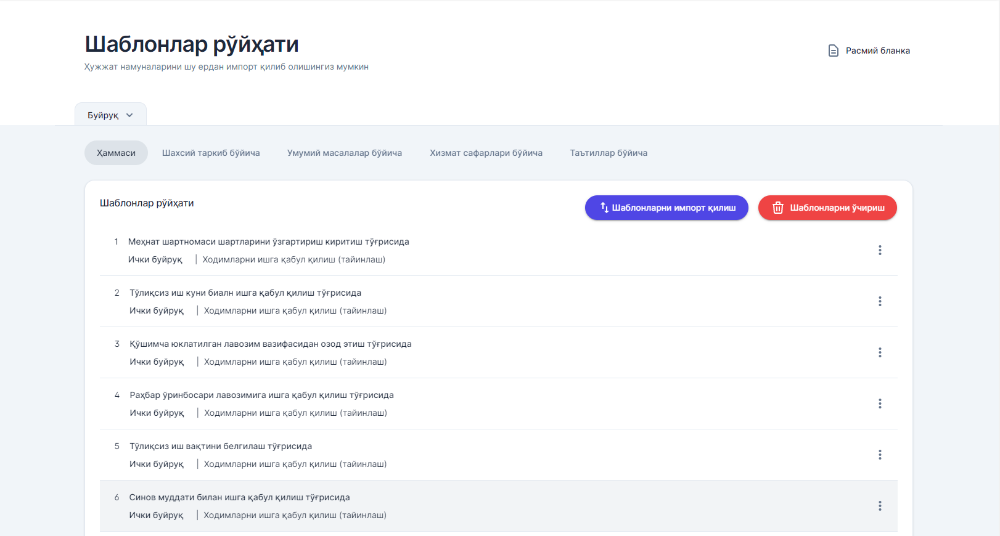 Шаблонлар рўйҳати
Ҳужжат намуналарини шу ердан импорт қилиб олишингиз мумкин
Расмий бланка
Буйруқ
Ҳаммаси
Шахсий таркиб бўйича
Умумий масалалар бўйича
Хизмат сафарлари бўйича
Таътиллар бўйича
Шаблонлар рўйҳати
Шаблонларни импорт қилиш
Шаблонларни ўчириш
1 Меҳнат шартномаси шартларини ўзгартириш киритиш тўғрисида
Ички буйруқ | Ходимларни ишга қабул қилиш (тайинлаш)
2 Тўлиқсиз иш куни биалн ишга қабул қилиш тўғрисида
Ички буйруқ | Ходимларни ишга қабул қилиш (тайинлаш)
3 Қўшимча юклатилган лавозим вазифасидан озод этиш тўғрисида
Ички буйруқ | Ходимларни ишга қабул қилиш (тайинлаш)
4 Раҳбар ўринбосари лавозимига ишга қабул қилиш тўғрисида
Ички буйруқ | Ходимларни ишга қабул қилиш (тайинлаш)
5 Тўлиқсиз иш вақтини белгилаш тўғрисида
Ички буйруқ | Ходимларни ишга қабул қилиш (тайинлаш)
6 Синов муддати билан ишга қабул қилиш тўғрисида
Ички буйруқ | Ходимларни ишга қабул қилиш (тайинлаш)